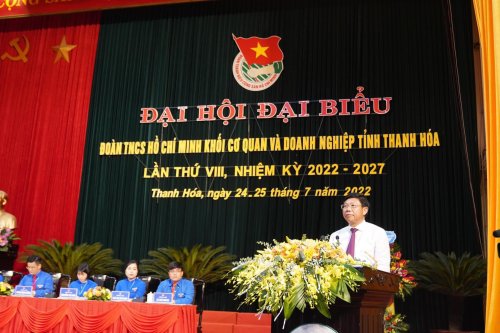 ĐẠI HỘI ĐẠI BIỂU
ĐOÀN TNCS HỒ CHÍ MINH KHỐI CƠ QUAN VÀ DOANH NGHIỆP TỈNH THANH HÓA
LẦN THỨ VIII, NHIỆM KỲ 2022 - 2027
Thanh Hóa, ngày 24-25 tháng 7 năm 2022